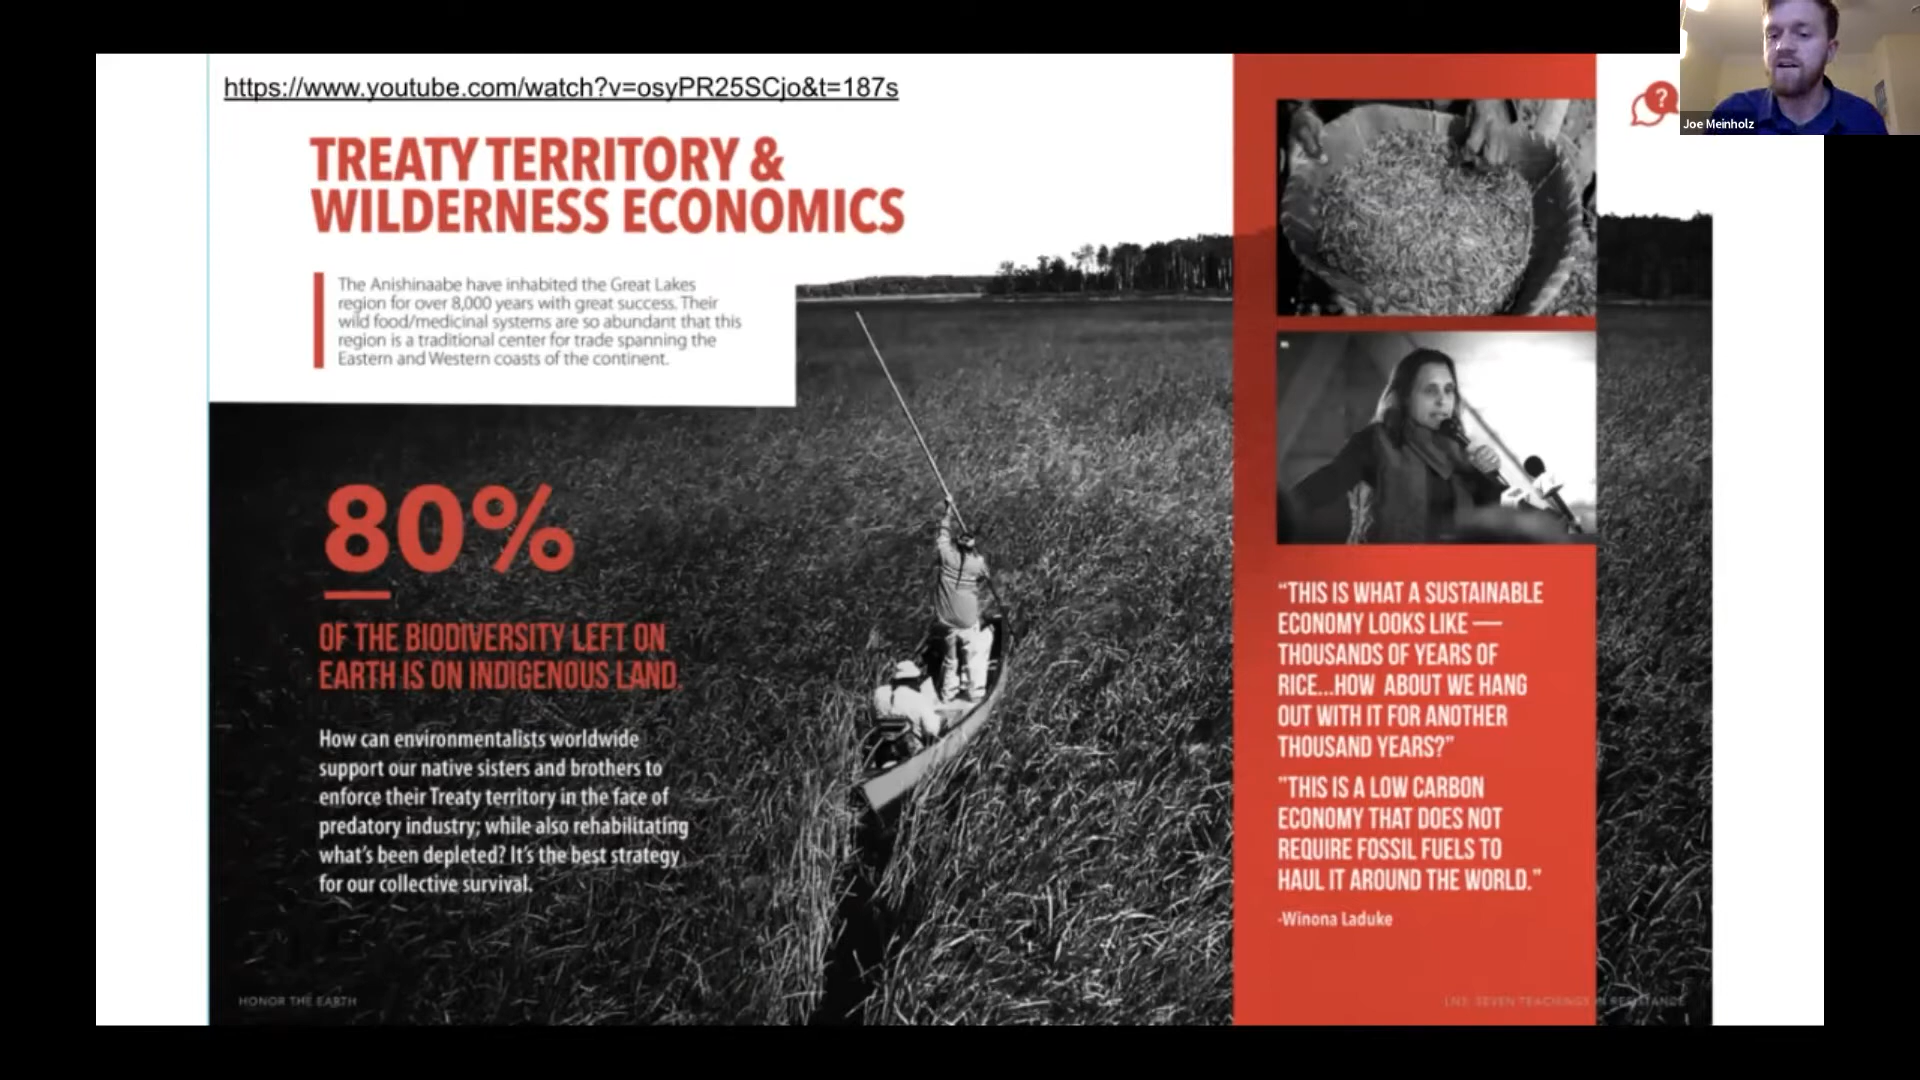 https://www.youtube.com/watch?v=osyPR25SCjo&t=187s
TREATY TERRITORY &
WILDERNESS ECONOMICS
The Anishinaabe have inhabited the Great Lakes
region for over 8,000 years with great success. Their
wild food/medicinal systems are so abundant that this
region is a traditional center for trade spanning the
Eastern and Western coasts of the continent.
80%
OF THE BIODIVERSITY LEFT ON
EARTH IS ON INDIGENOUS LAND.
How can environmentalists worldwide
support our native sisters and brothers to
enforce their Treaty territory in the face of
predatory industry; while also rehabilitating
what's been depleted? It's the best strategy
for our collective survival.
HONOR THE EARTH
"THIS IS WHAT A SUSTAINABLE
ECONOMY LOOKS LIKE —
THOUSANDS OF YEARS OF
RICE...HOW ABOUT WE HANG
OUT WITH IT FOR ANOTHER
THOUSAND YEARS?"
"THIS IS A LOW CARBON
ECONOMY THAT DOES NOT
REQUIRE FOSSIL FUELS TO
HAUL IT AROUND THE WORLD."
-Winona Laduke
LN3: SEVEN TEACHINGS IN RESISTANCE
?
Joe Meinholz